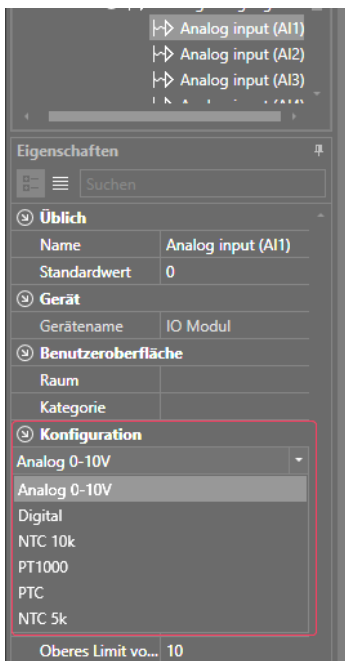 Analog input (AI1)
Analog input (AI2)
Analog input (AI3)
Eigenschaften
Suchen
Üblich
Name Analog input (AI1)
Standardwert 0
Gerät
Gerätename IO Modul
Benutzeroberfläche
Raum
Kategorie
Konfiguration
Analog 0-10V
Analog 0-10V
Digital
NTC 10k
PT1000
PTC
NTC 5k
Oberes Limit vo... 10